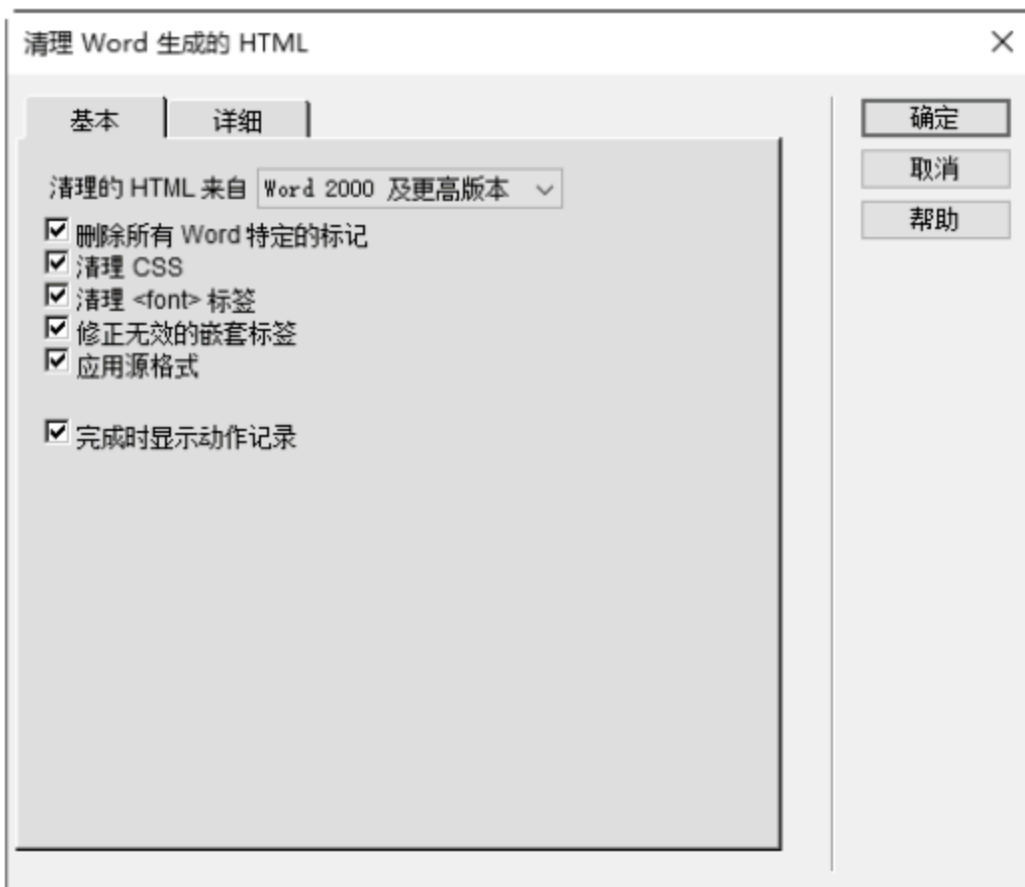 清理 Word 生成的 HTML
基本 详细
清理的 HTML 来自 Word 2000 及更高版本
删除所有 Word 特定的标记
清理 CSS
清理 <font> 标签
修正无效的嵌套标签
应用源格式
完成时显示动作记录
确定
取消
帮助